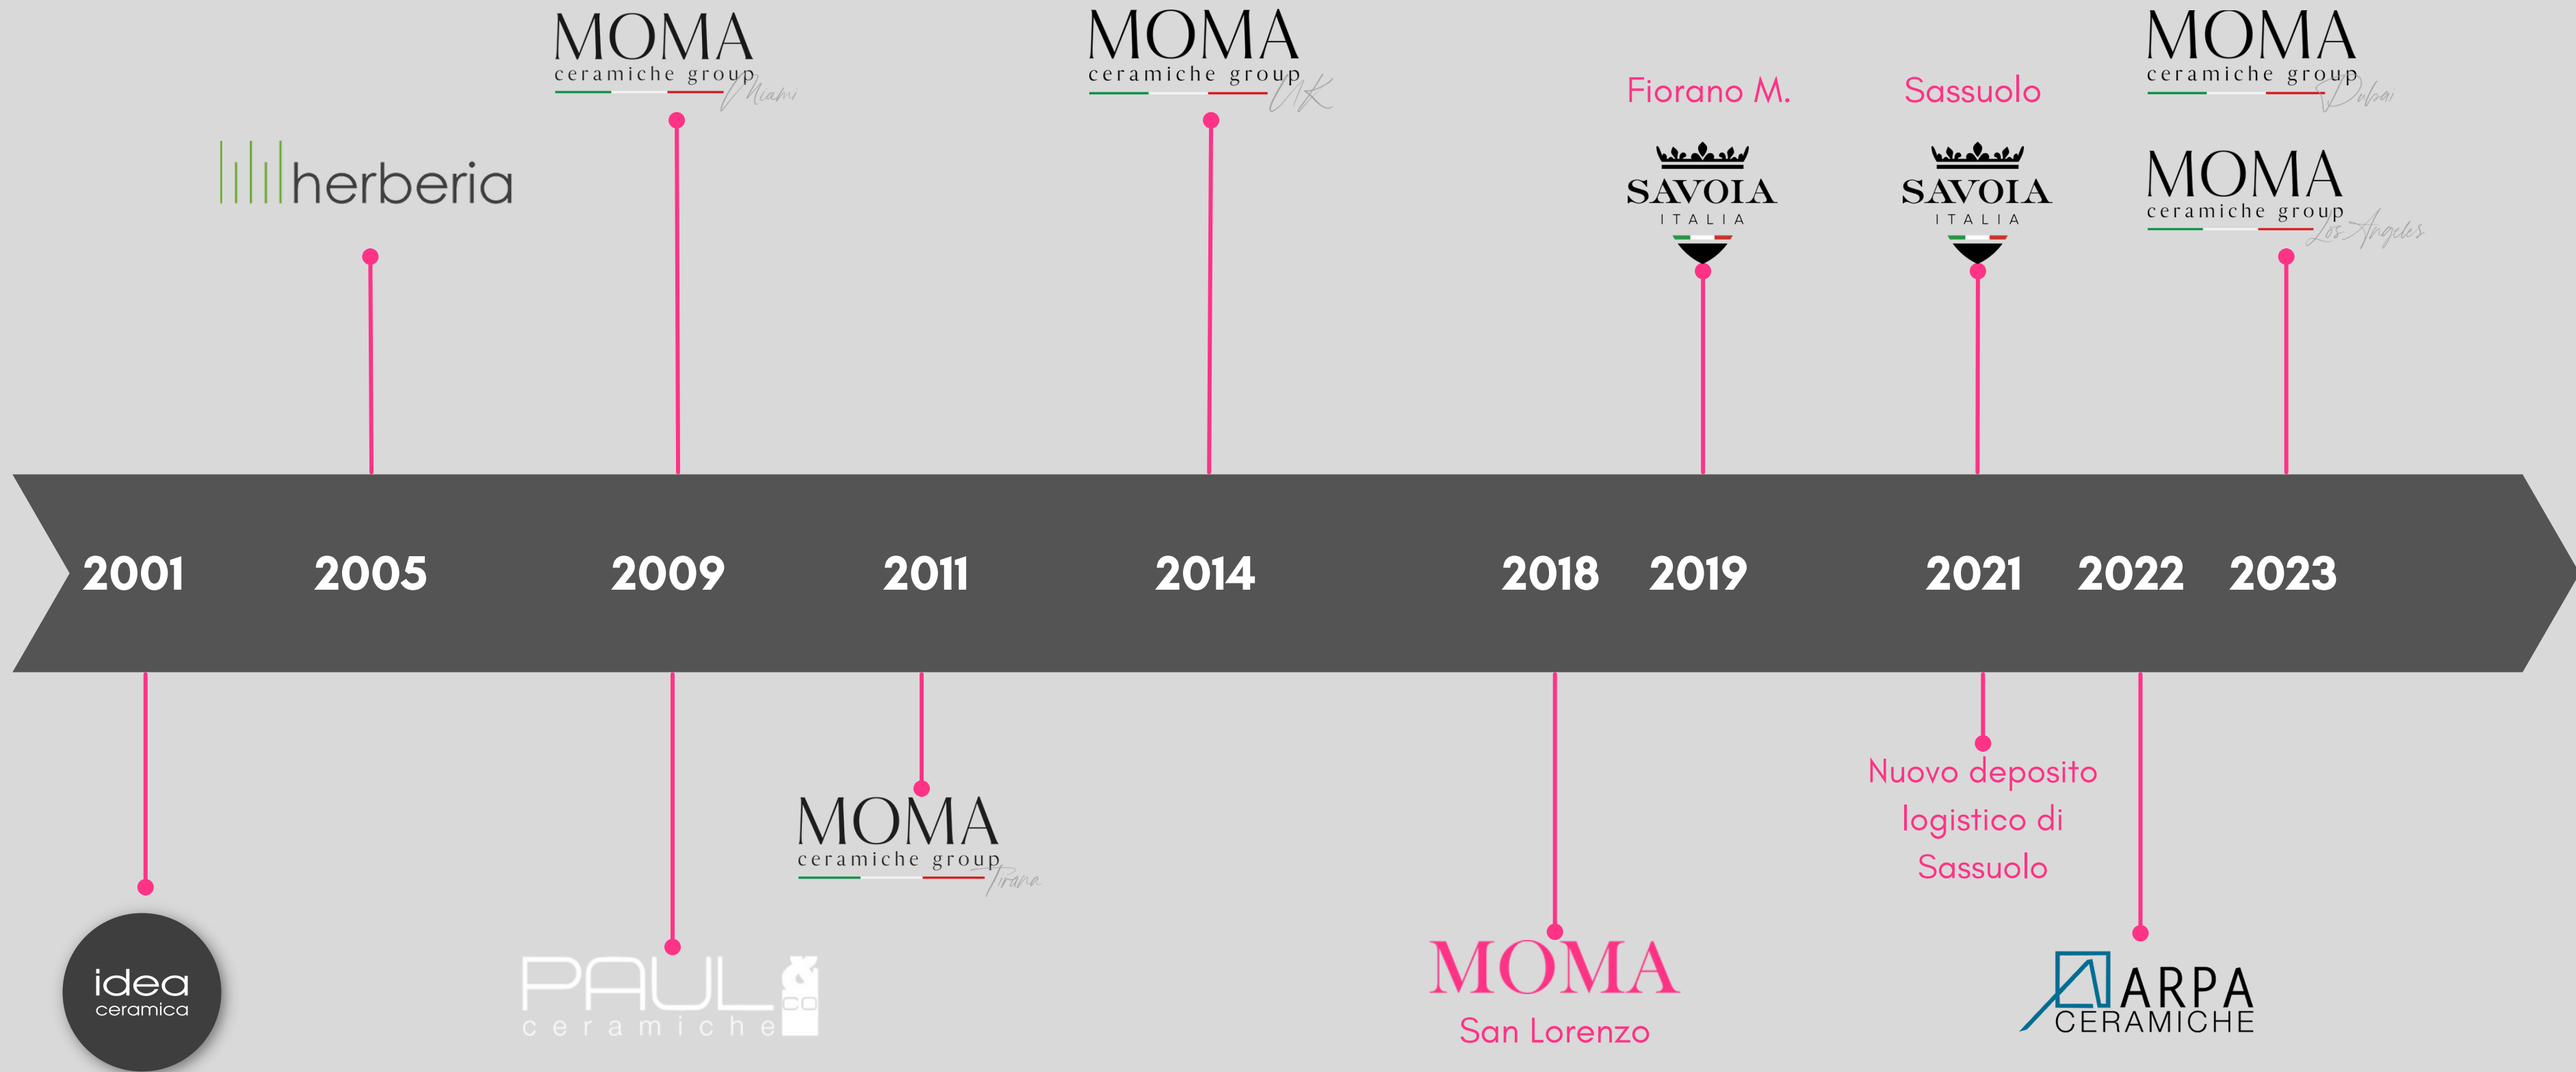 MOMA
ceramiche group
Miami
MOMA
ceramiche group
UK
MOMA
ceramiche group
Dubai
Fiorano M.
Sassuolo
herberia
SAVOIA
ITALIA
SAVOIA
ITALIA
MOMA
ceramiche group
Los Angeles
2001 2005 2009 2011 2014 2018 2019 2021 2022 2023
Nuovo deposito
logistico di
Sassuolo
MOMA
ceramiche group
Tirana
idea
ceramica
PAUL & CO
ceramiche
MOMA
San Lorenzo
ARPA
CERAMICHE